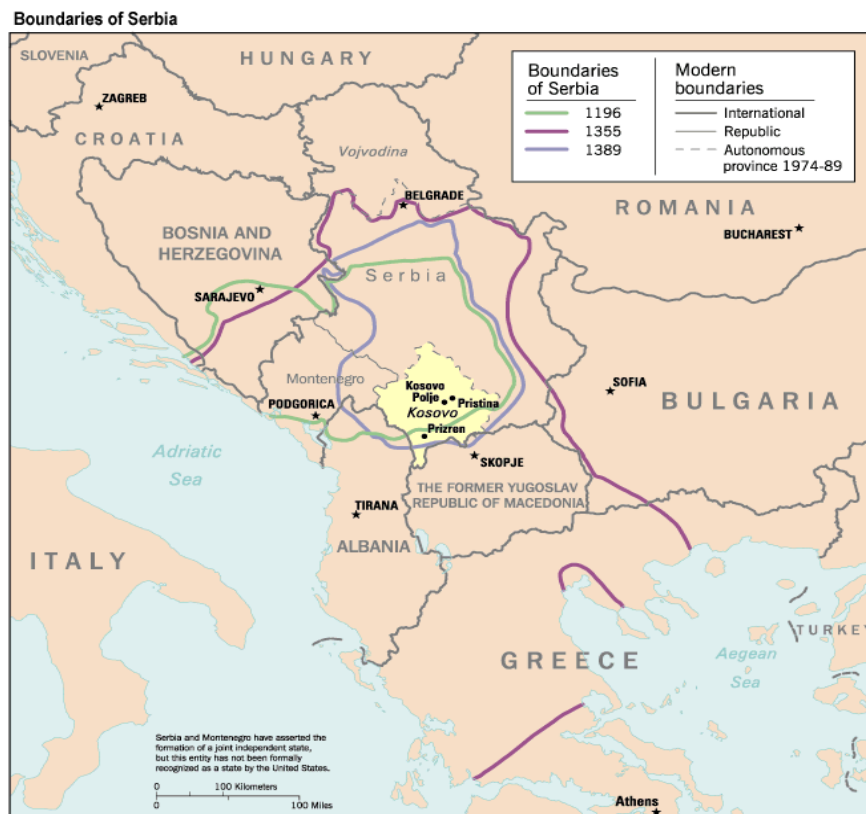 Boundaries of Serbia
SLOVENIA
HUNGARY
ZAGREB
CROATIA
Vojvodina
BELGRADE
Boundaries
of Serbia
1196
1355
1389
Modern
boundaries
International
Republic
Autonomous
province 1974-89
ROMANIA
BUCHAREST
BOSNIA AND
HERZEGOVINA
SARAJEVO
Serbia
Montenegro
PODGORICA
Kosovo
Polje
Pristina
Kosovo
Prizren
SOFIA
BULGARIA
Adriatic
Sea
SKOPJE
THE FORMER YUGOSLAV
REPUBLIC OF MACEDONIA
TIRANA
ALBANIA
ITALY
GREECE
TURKEY
Aegean
Sea
Serbia and Montenegro have asserted the
formation of a joint independent state,
but this entity has not been formally
recognized as a state by the United States.
0 100 Kilometers
0 100 Miles
Athens